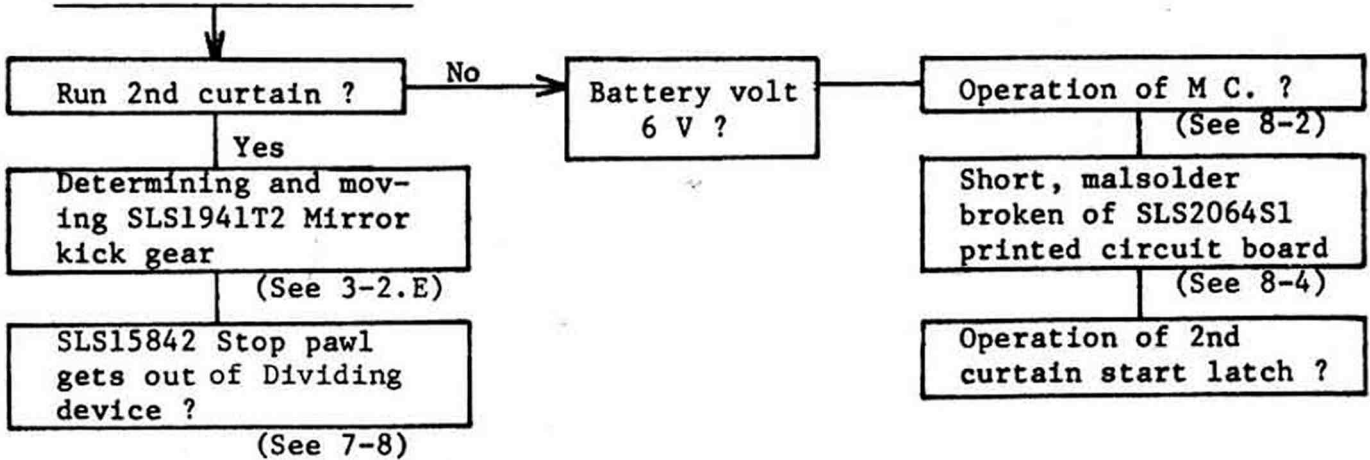 Run 2nd curtain ?
No
Battery volt
6 V ?
Operation of M C. ?
(See 8-2)
Yes
Determining and mov-
ing SLS1941T2 Mirror
kick gear
(See 3-2.E)
Short, malsolder
broken of SLS2064S1
printed circuit board
(See 8-4)
SLS15842 Stop pawl
gets out of Dividing
device ?
(See 7-8)
Operation of 2nd
curtain start latch ?